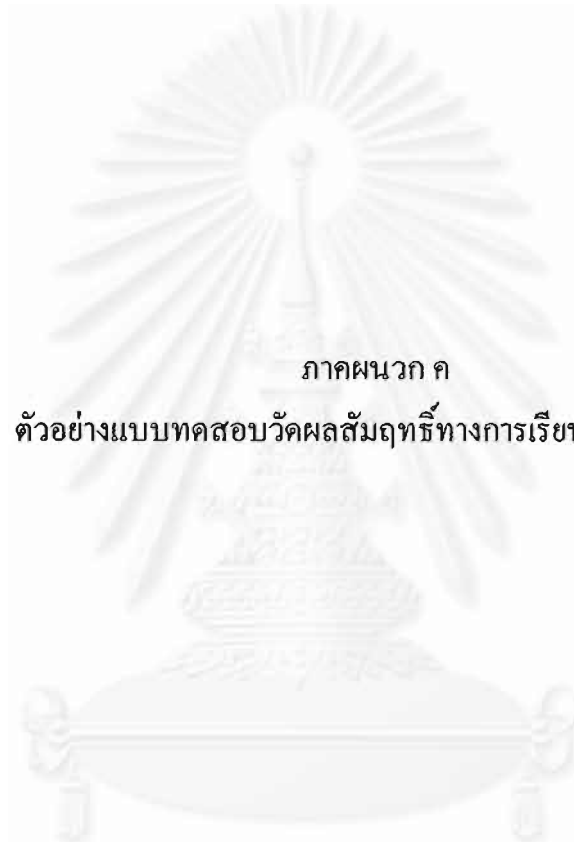 ภาคผนวก ค
ตัวอย่างแบบทดสอบวัดผลสัมฤทธิ์ทางการเรียน